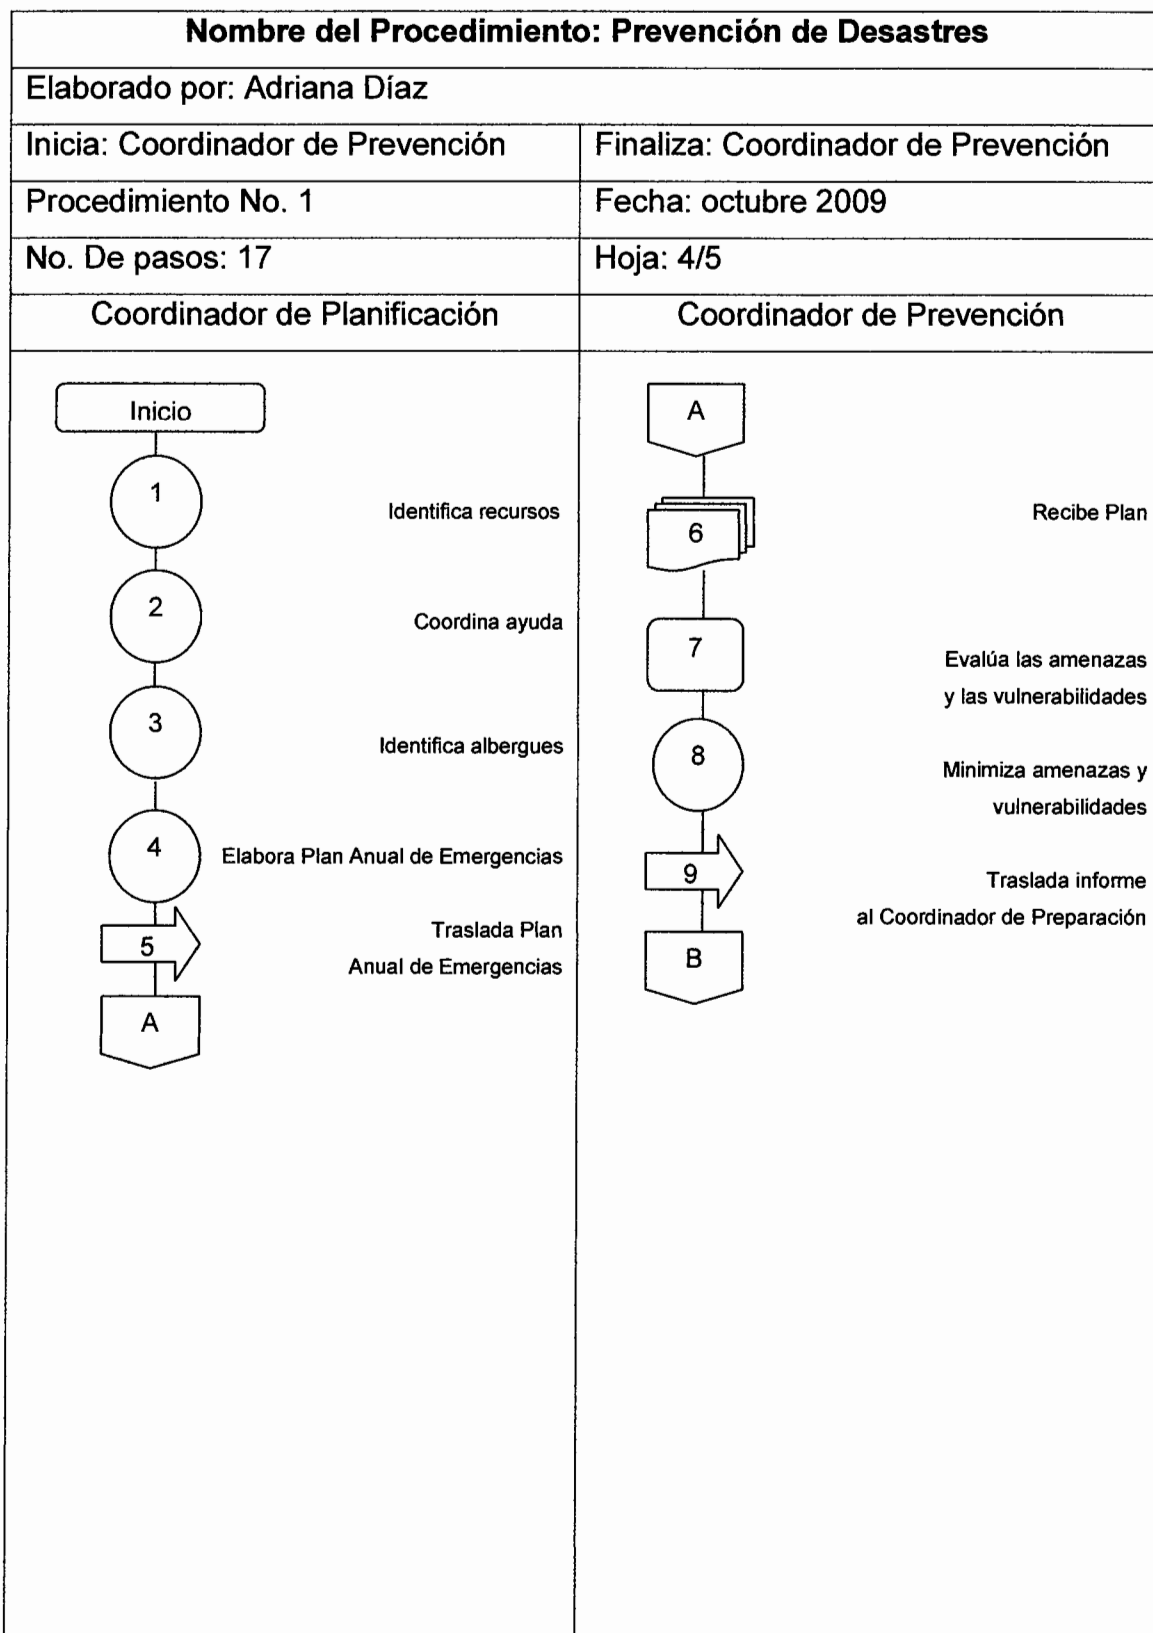 Nombre del Procedimiento: Prevención de Desastres
Elaborado por: Adriana Díaz
Inicia: Coordinador de Prevención
Finaliza: Coordinador de Prevención
Procedimiento No. 1
Fecha: octubre 2009
No. De pasos: 17
Hoja: 4/5
Coordinador de Planificación
Coordinador de Prevención
Inicio
1
Identifica recursos
2
Coordina ayuda
3
Identifica albergues
4
Elabora Plan Anual de Emergencias
5
Traslada Plan
Anual de Emergencias
A
A
6
Recibe Plan
7
Evalúa las amenazas
y las vulnerabilidades
8
Minimiza amenazas y
vulnerabilidades
9
Traslada informe
al Coordinador de Preparación
B